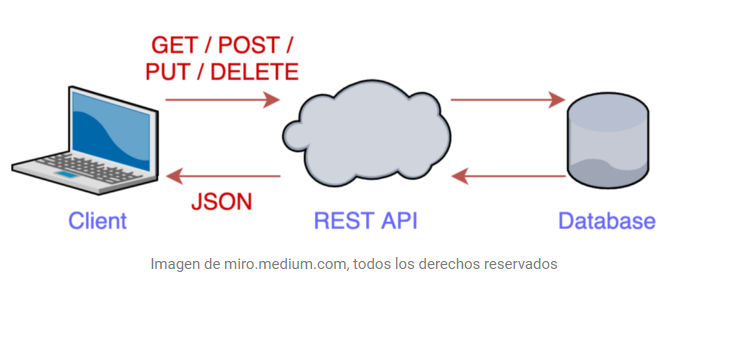 GET / POST /
PUT / DELETE
JSON
Client
REST API
Database
Imagen de miro.medium.com, todos los derechos reservados